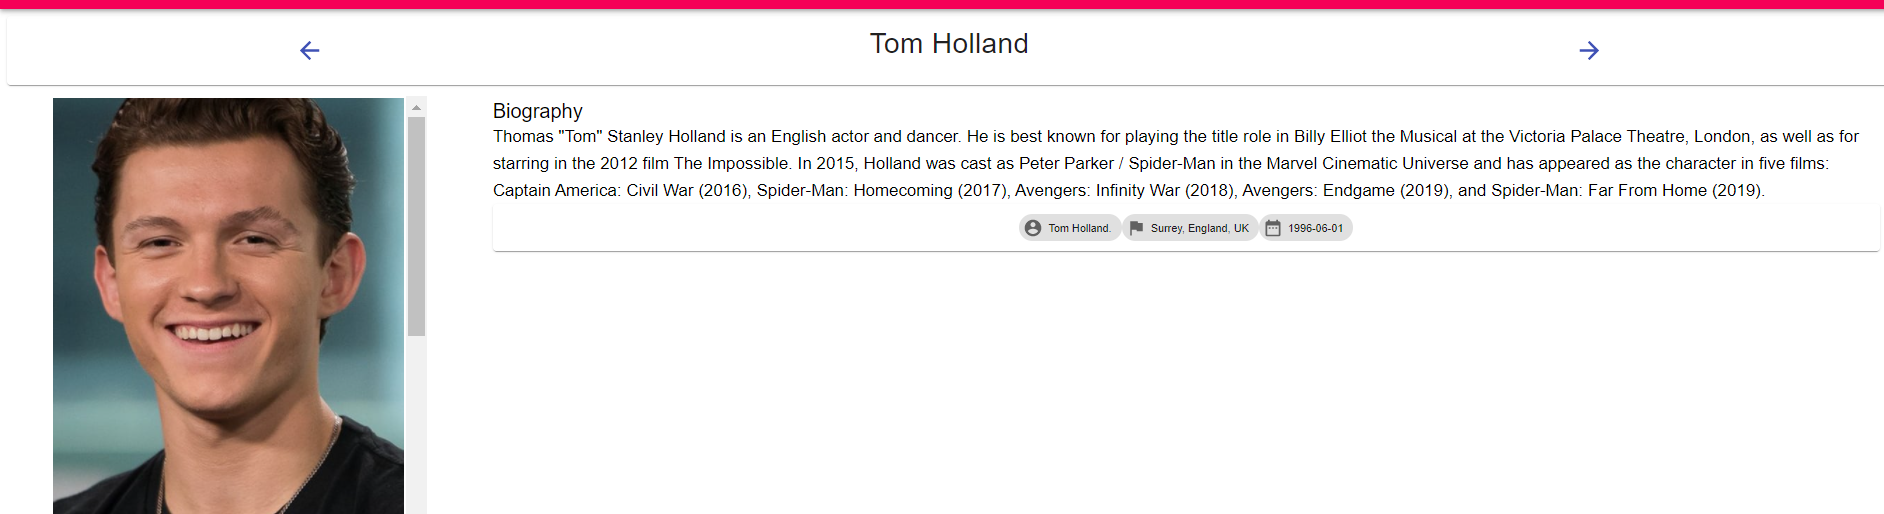 Tom Holland
Biography
Thomas "Tom" Stanley Holland is an English actor and dancer. He is best known for playing the title role in Billy Elliot the Musical at the Victoria Palace Theatre, London, as well as for
starring in the 2012 film The Impossible. In 2015, Holland was cast as Peter Parker / Spider-Man in the Marvel Cinematic Universe and has appeared as the character in five films:
Captain America: Civil War (2016), Spider-Man: Homecoming (2017), Avengers: Infinity War (2018), Avengers: Endgame (2019), and Spider-Man: Far From Home (2019).
Tom Holland. Surrey, England, UK 1996-06-01